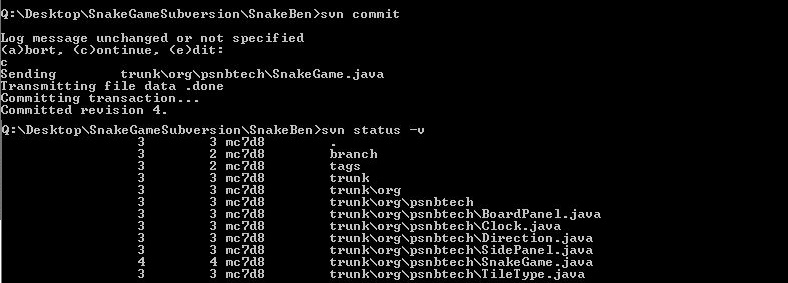 Q:\Desktop\SnakeGameSubversion\SnakeBen>svn commit
Log message unchanged or not specified
(a)bort, (c)ontinue, (e)dit:
c
Sending        trunk\org\psnbtech\SnakeGame.java
Transmitting file data .done
Committing transaction...
Committed revision 4.
Q:\Desktop\SnakeGameSubversion\SnakeBen>svn status -v
                 3        3 mc7d8        .
                 3        2 mc7d8        branch
                 3        2 mc7d8        tags
                 3        3 mc7d8        trunk
                 3        3 mc7d8        trunk\org
                 3        3 mc7d8        trunk\org\psnbtech
                 3        3 mc7d8        trunk\org\psnbtech\BoardPanel.java
                 3        3 mc7d8        trunk\org\psnbtech\Clock.java
                 3        3 mc7d8        trunk\org\psnbtech\Direction.java
                 3        3 mc7d8        trunk\org\psnbtech\SidePanel.java
                 4        4 mc7d8        trunk\org\psnbtech\SnakeGame.java
                 3        3 mc7d8        trunk\org\psnbtech\TileType.java